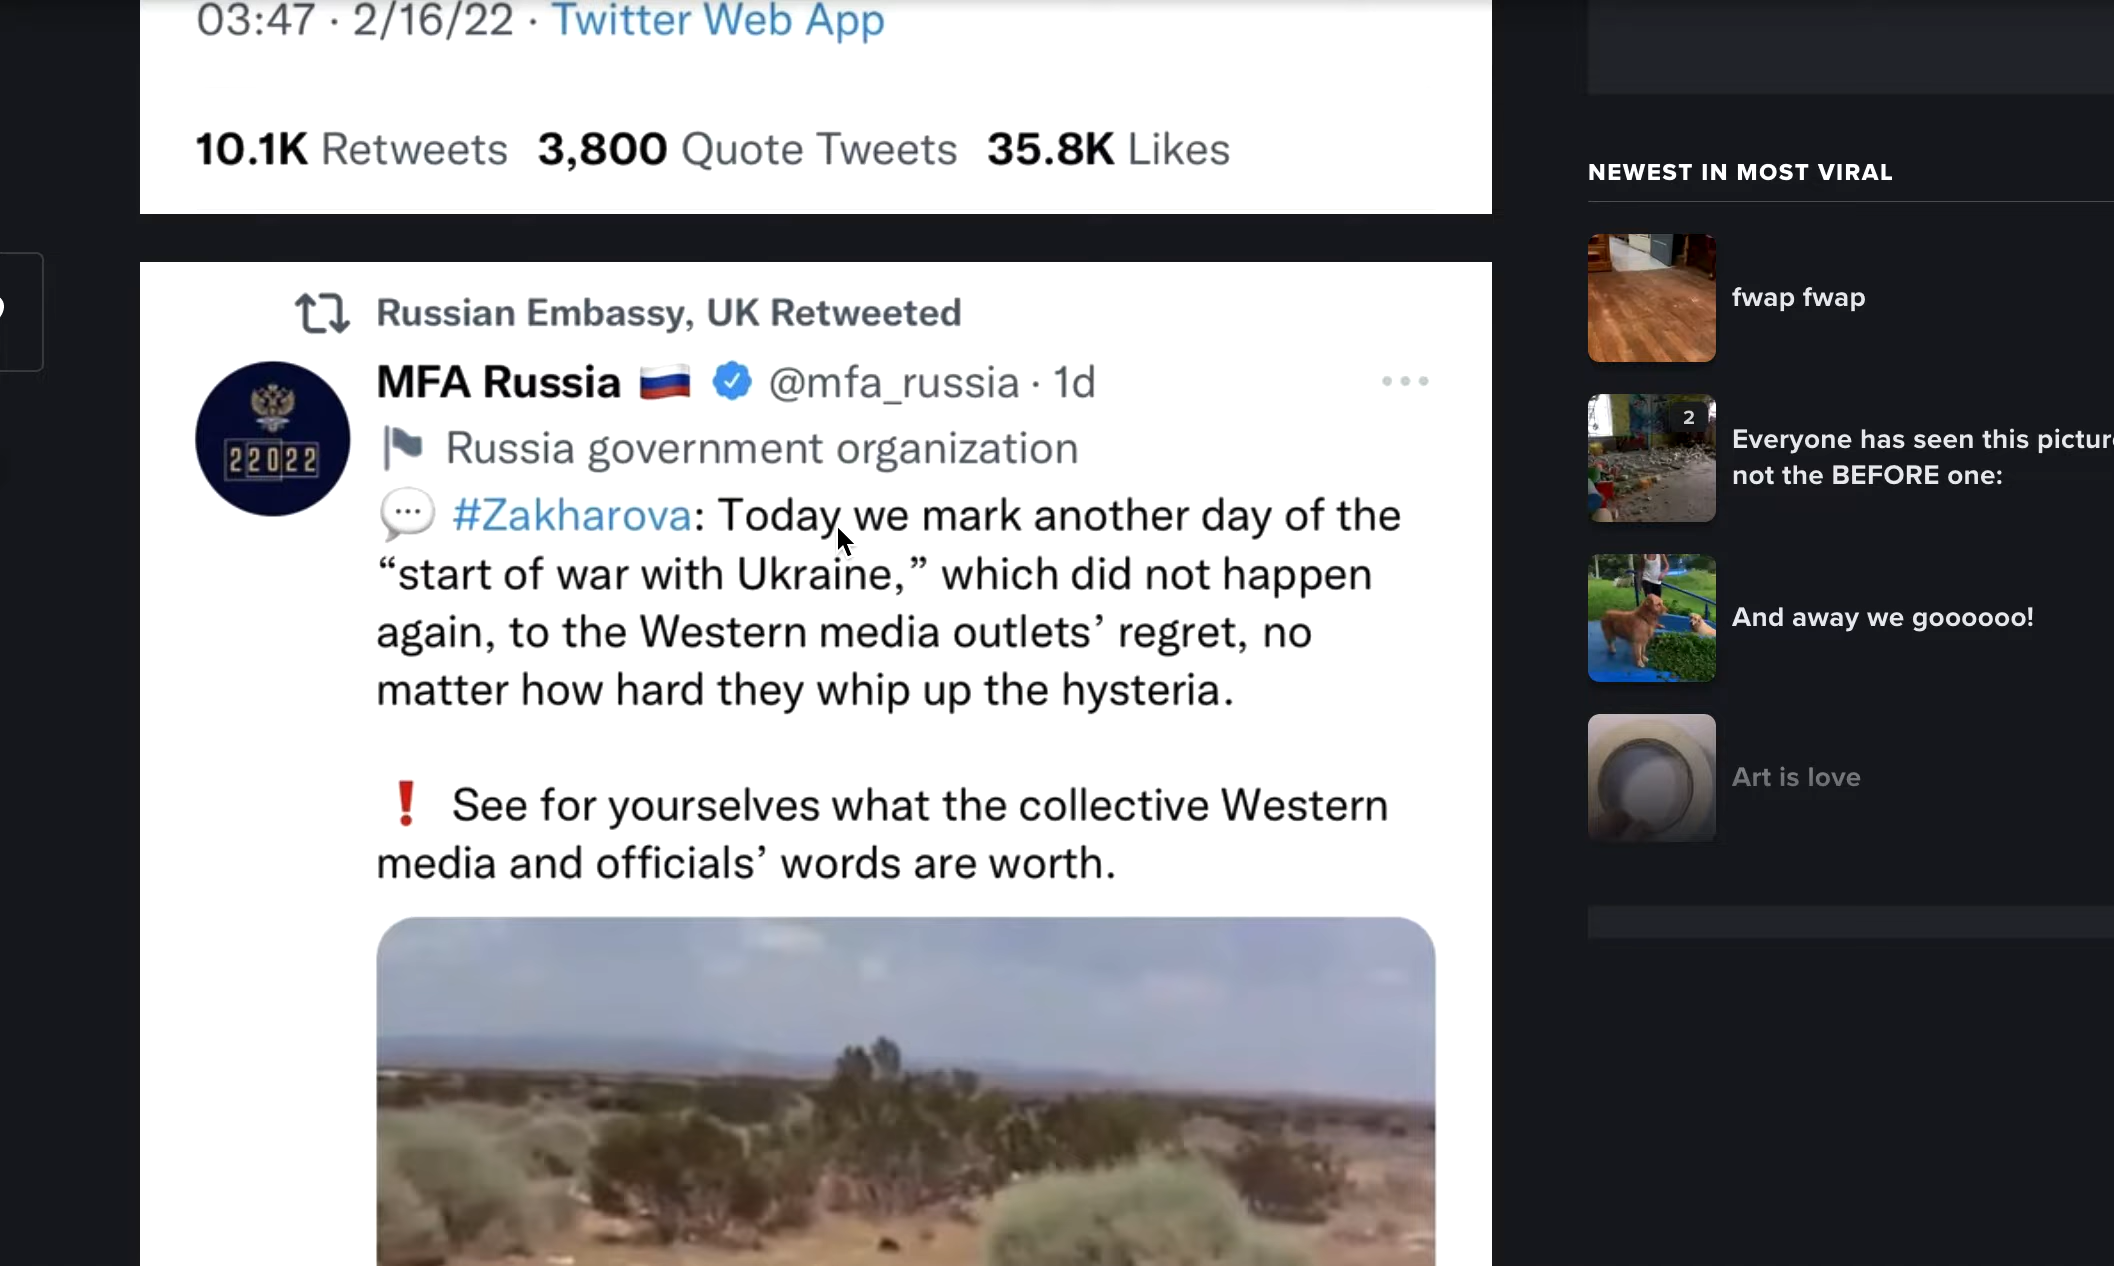 03:47 · 2/16/22 · Twitter Web App
10.1K Retweets 3,800 Quote Tweets 35.8K Likes
Russian Embassy, UK Retweeted
MFA Russia 🇷🇺 @mfa_russia · 1d
22022
Russia government organization
💬 #Zakharova: Today we mark another day of the
“start of war with Ukraine,” which did not happen
again, to the Western media outlets’ regret, no
matter how hard they whip up the hysteria.
❗ See for yourselves what the collective Western
media and officials’ words are worth.
NEWEST IN MOST VIRAL
fwap fwap
2
Everyone has seen this
not the BEFORE one:
And away we goooooo!
Art is love